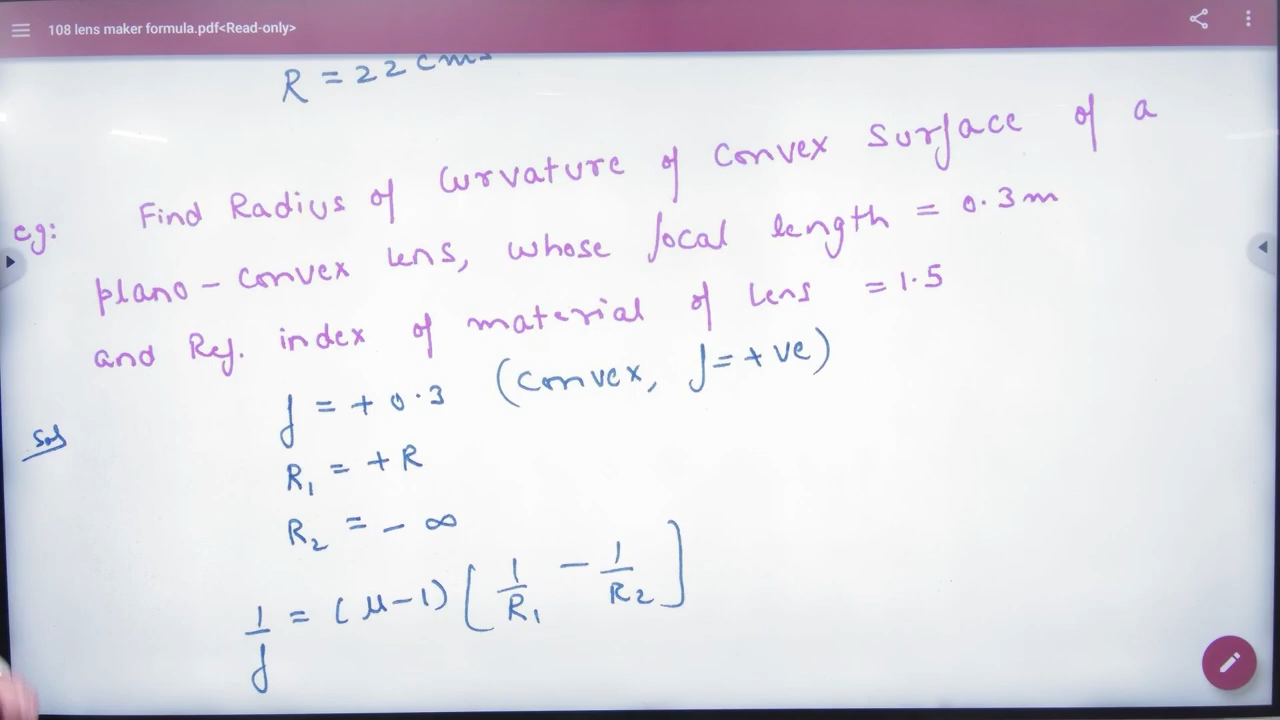 108 lens maker formula.pdf<Read-only>
R = 22 cm.
eg: Find Radius of Curvature of Convex Surface of a
plano-convex lens, whose focal length = 0.3m
and Ref. index of material of lens = 1.5
Sol f = + 0.3 (convex, f = + ve)
R₁ = + R
R₂ = - ∞
1/f = (μ-1) [1/R₁ - 1/R₂]